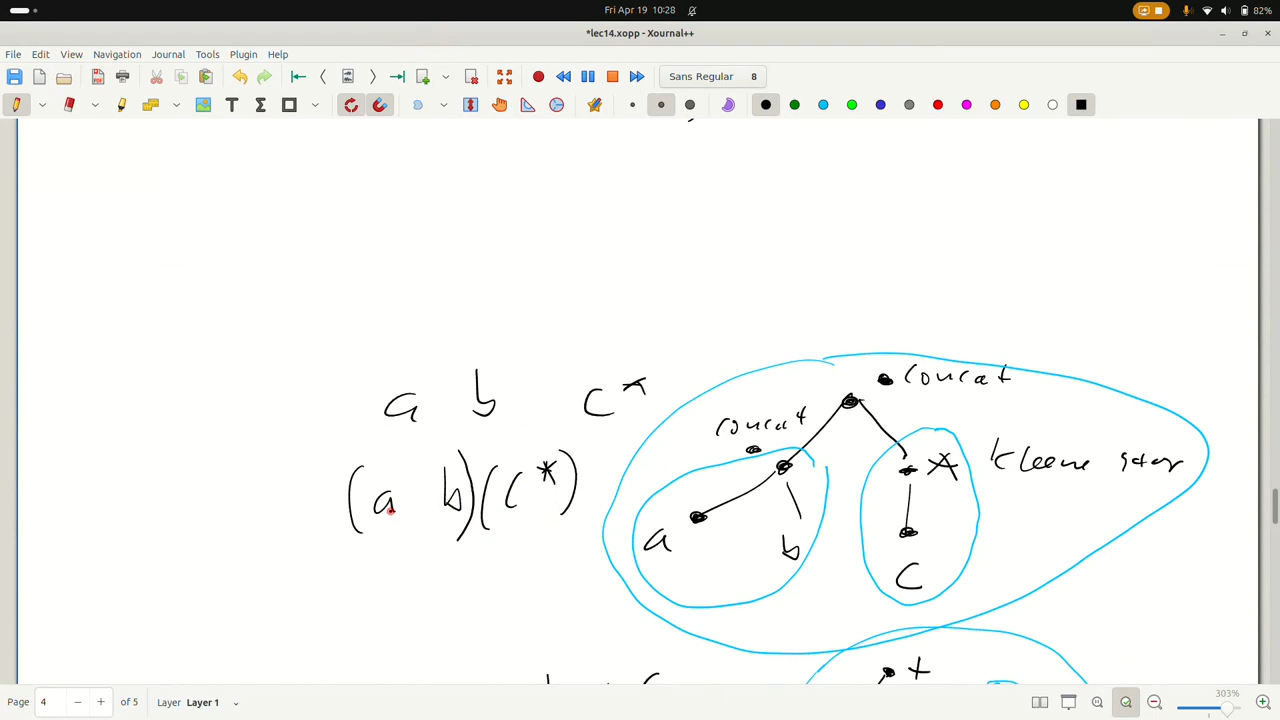 Fri Apr 19 10:28
82%
*lec14.xopp - Xournal++
File Edit View Navigation Journal Tools Plugin Help
Sans Regular 8
a b c*
concat
concat
(a b)(c*)
* kleene star
a
b
c
+
Page 4 of 5 Layer Layer 1
303%